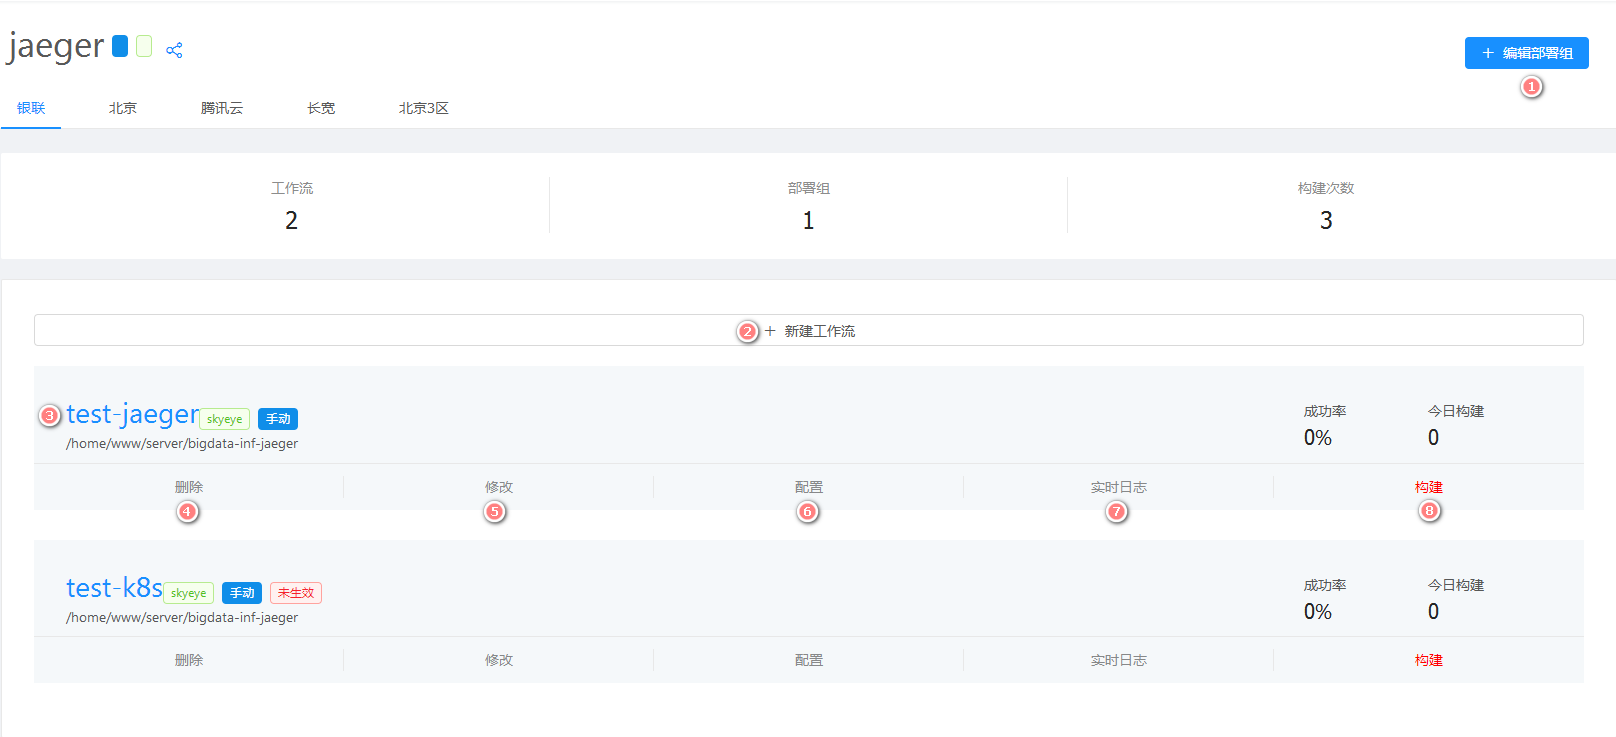 jaeger
+ 编辑部署组
1
银联 北京 腾讯云 长宽 北京3区
工作流 部署组 构建次数
2 1 3
2 + 新建工作流
3 test-jaeger skyeye 手动
/home/www/server/bigdata-inf-jaeger
成功率 今日构建
0% 0
删除 修改 配置 实时日志 构建
4 5 6 7 8
test-k8s skyeye 手动 未生效
/home/www/server/bigdata-inf-jaeger
成功率 今日构建
0% 0
删除 修改 配置 实时日志 构建